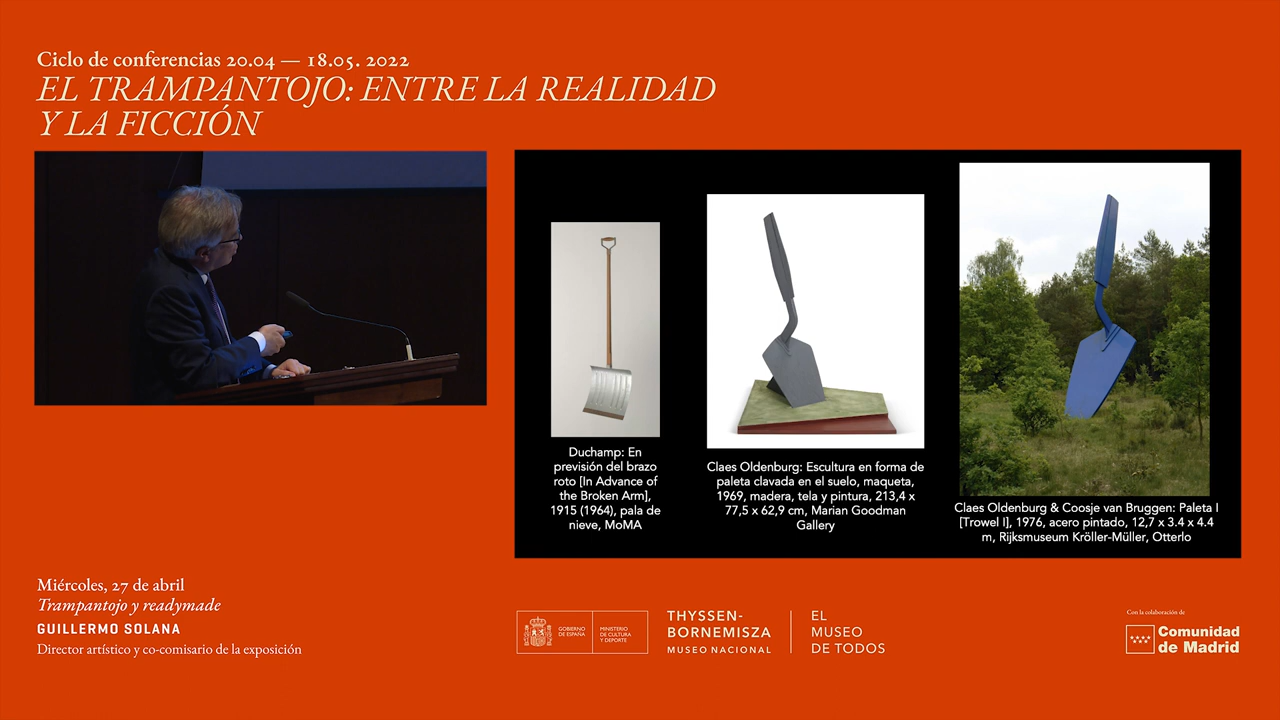 Ciclo de conferencias 20.04 — 18.05. 2022
EL TRAMPANTOJO: ENTRE LA REALIDAD
Y LA FICCIÓN
Duchamp: En
previsión del brazo
roto [In Advance of
the Broken Arm],
1915 (1964), pala de
nieve, MoMA
Claes Oldenburg: Escultura en forma de
paleta clavada en el suelo, maqueta,
1969, madera, tela y pintura, 213,4 x
77,5 x 62,9 cm, Marian Goodman
Gallery
Claes Oldenburg & Coosje van Bruggen: Paleta I
[Trowel I], 1976, acero pintado, 12,7 x 3.4 x 4.4
m, Rijksmuseum Kröller-Müller, Otterlo
Miércoles, 27 de abril
Trampantojo y readymade
GUILLERMO SOLANA
Director artístico y co-comisario de la exposición
GOBIERNO
DE ESPAÑA
MINISTERIO
DE CULTURA
Y DEPORTE
THYSSEN-
BORNEMISZA
MUSEO NACIONAL
EL
MUSEO
DE TODOS
Con la colaboración de
Comunidad
de Madrid